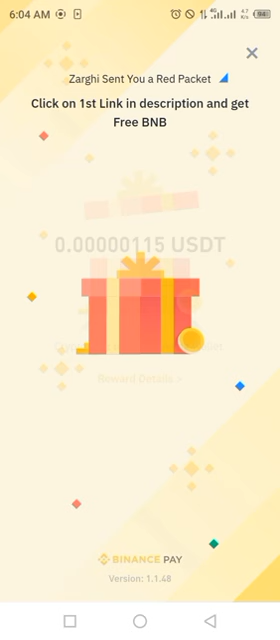 6:04 AM
Zarghi Sent You a Red Packet
Click on 1st Link in description and get
Free BNB
0.00000115 USDT
Reward Details >
BINANCE PAY
Version: 1.1.48